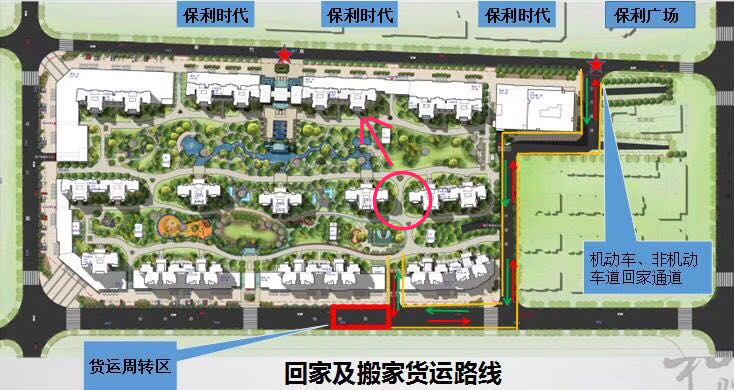 保利时代
保利时代
保利时代
保利广场
机动车、非机动
车道回家通道
货运周转区
回家及搬家货运路线